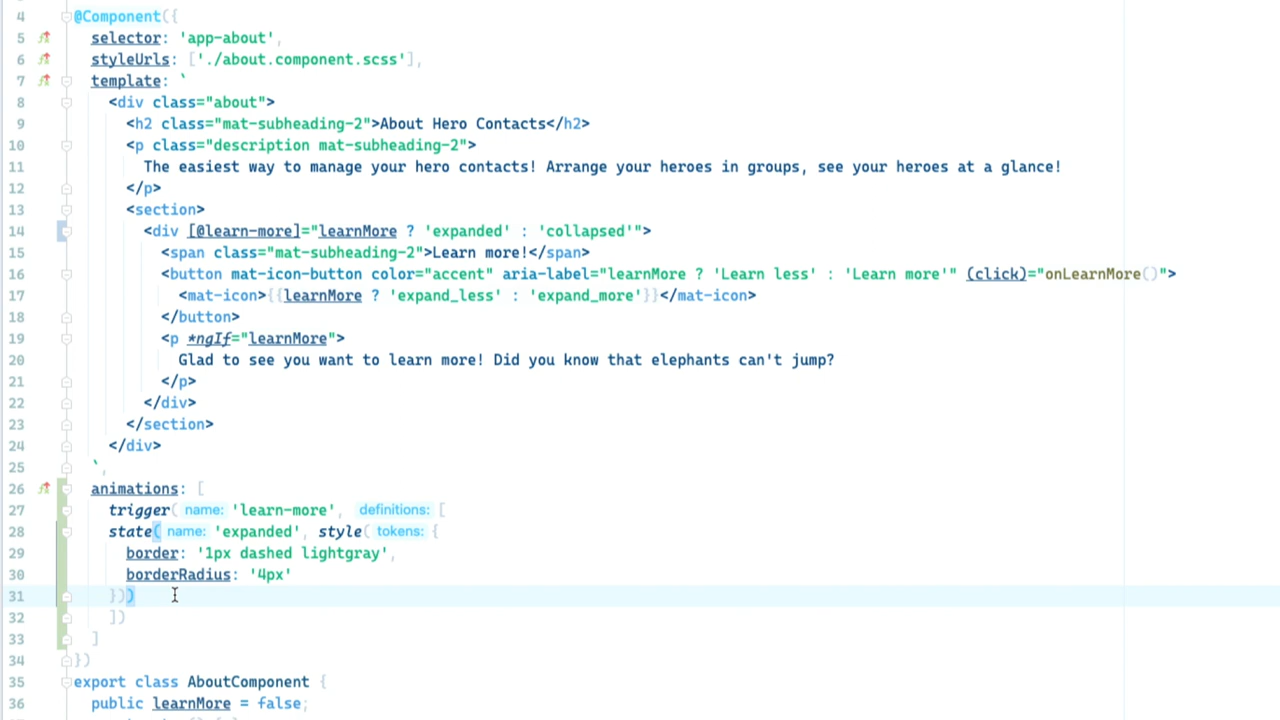 4 @Component({
5 selector: 'app-about',
6 styleUrls: ['./about.component.scss'],
7 template: `
8 <div class="about">
9 <h2 class="mat-subheading-2">About Hero Contacts</h2>
10 <p class="description mat-subheading-2">
11 The easiest way to manage your hero contacts! Arrange your heroes in groups, see your heroes at a glance!
12 </p>
13 <section>
14 <div [@learn-more]="learnMore ? 'expanded' : 'collapsed'">
15 <span class="mat-subheading-2">Learn more!</span>
16 <button mat-icon-button color="accent" aria-label="learnMore ? 'Learn less' : 'Learn more'" (click)="onLearnMore()">
17 <mat-icon>{{learnMore ? 'expand_less' : 'expand_more'}}</mat-icon>
18 </button>
19 <p *ngIf="learnMore">
20 Glad to see you want to learn more! Did you know that elephants can't jump?
21 </p>
22 </div>
23 </section>
24 </div>
25 `,
26 animations: [
27 trigger( name: 'learn-more', definitions: [
28 state( name: 'expanded', style( tokens: {
29 border: '1px dashed lightgray',
30 borderRadius: '4px'
31 }))
32 ])
33 ]
34 })
35 export class AboutComponent {
36 public learnMore = false;